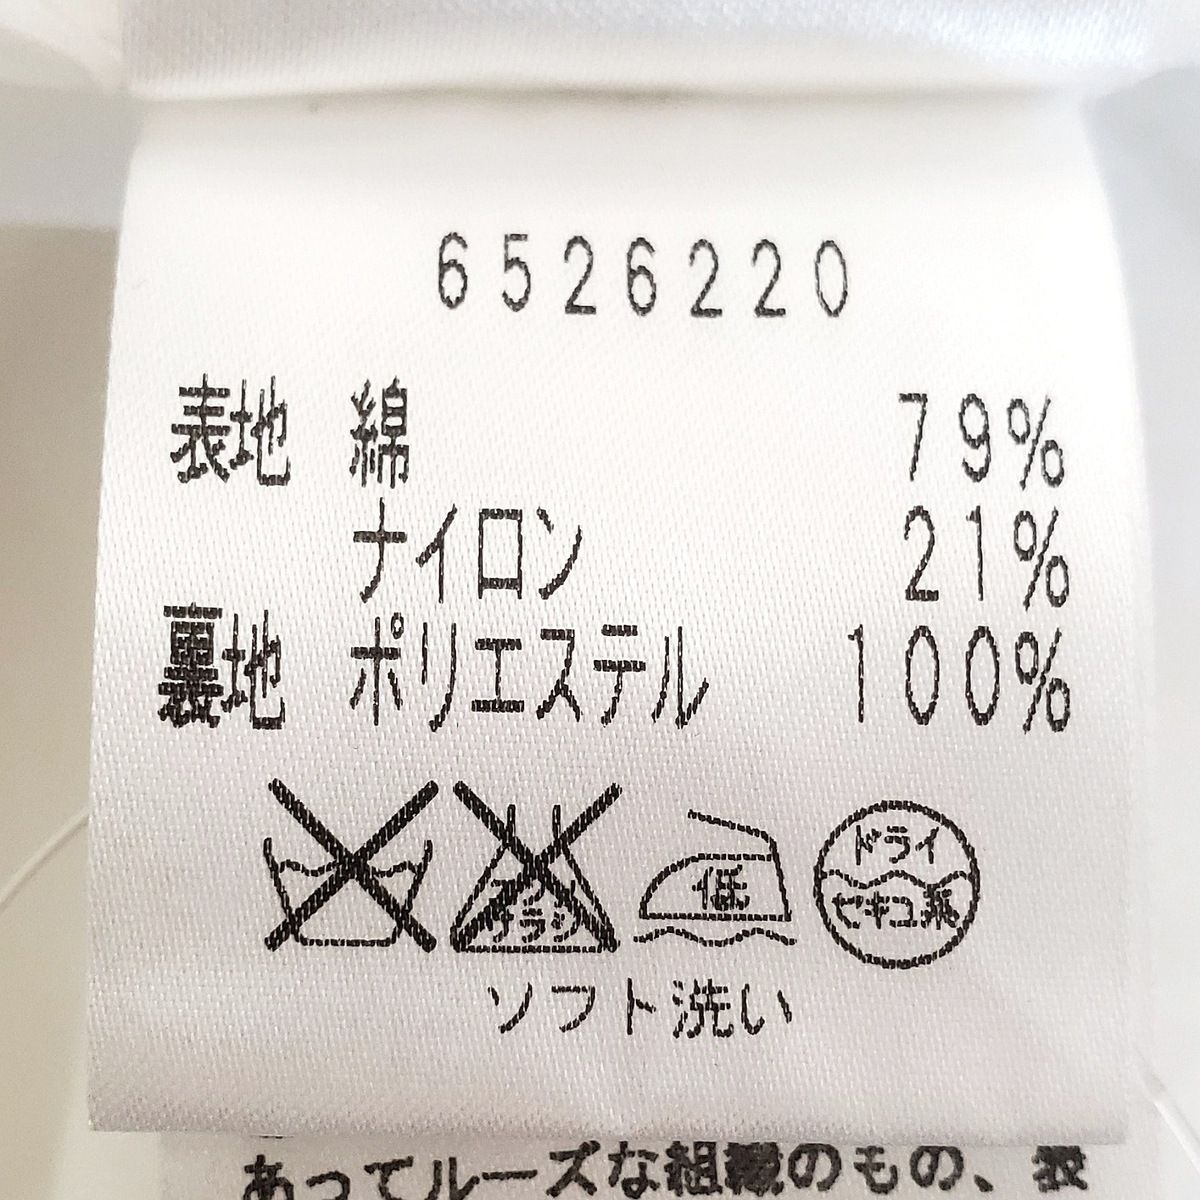 6526220
表地 綿 79%
ナイロン 21%
裏地 ポリエステル 100%
エンソ サラシ 低 ドライ セキユ系
ソフト洗い
あってルーズな組織のもの、表